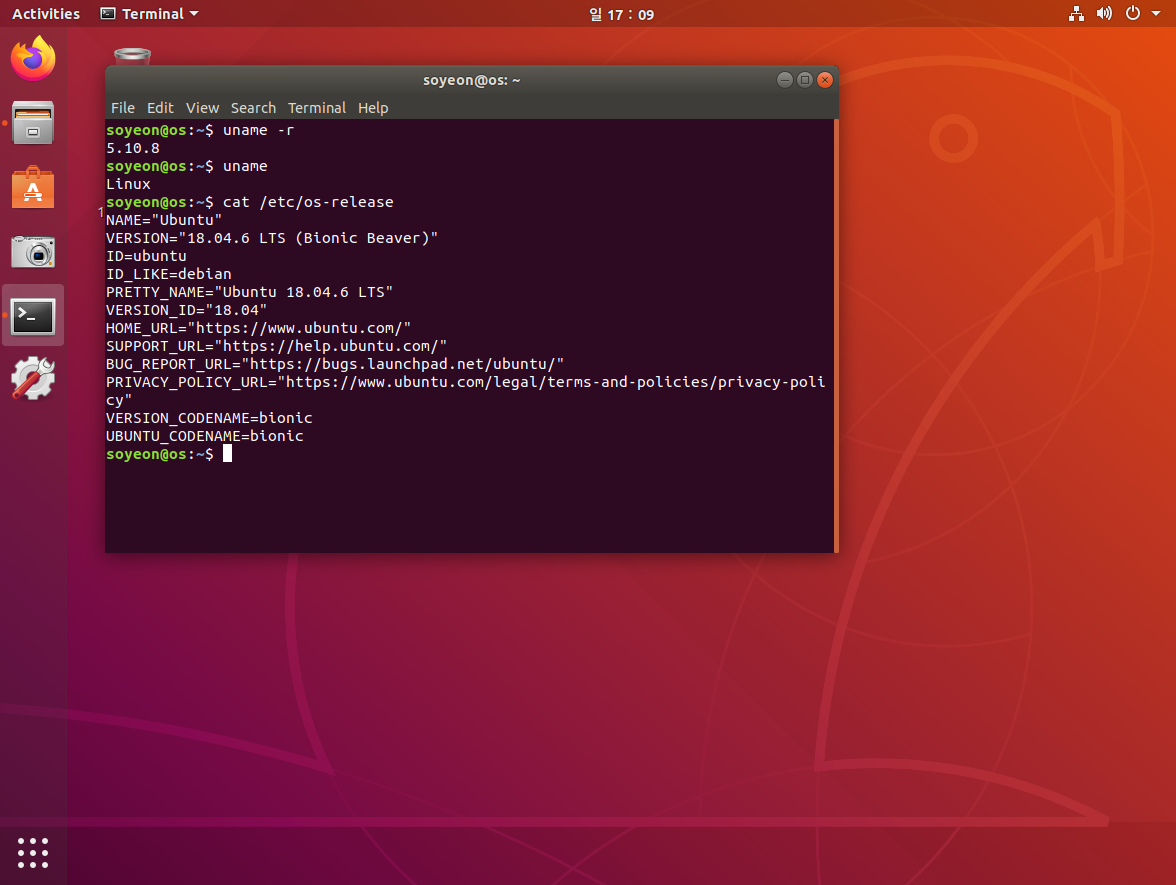 Activities
Terminal
일 17 : 09
soyeon@os: ~
File Edit View Search Terminal Help
soyeon@os:~$ uname -r
5.10.8
soyeon@os:~$ uname
Linux
soyeon@os:~$ cat /etc/os-release
1
NAME="Ubuntu"
VERSION="18.04.6 LTS (Bionic Beaver)"
ID=ubuntu
ID_LIKE=debian
PRETTY_NAME="Ubuntu 18.04.6 LTS"
VERSION_ID="18.04"
HOME_URL="https://www.ubuntu.com/"
SUPPORT_URL="https://help.ubuntu.com/"
BUG_REPORT_URL="https://bugs.launchpad.net/ubuntu/"
PRIVACY_POLICY_URL="https://www.ubuntu.com/legal/terms-and-policies/privacy-poli
cy"
VERSION_CODENAME=bionic
UBUNTU_CODENAME=bionic
soyeon@os:~$